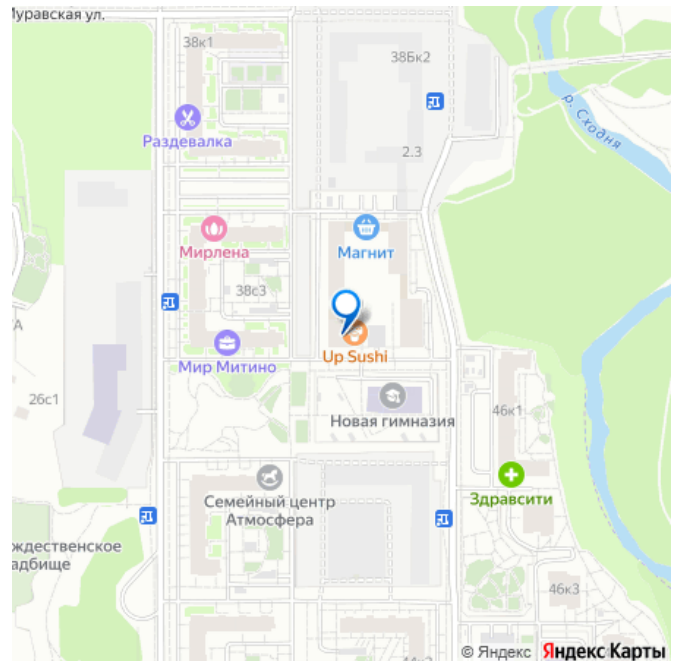 Муравская ул.
38к1
38Бк2
р. Сходня
Раздевалка
2.3
Мирлена
Магнит
38с3
Up Sushi
Мир Митино
26с1
46к1
Новая гимназия
Семейный центр
Атмосфера
Здравсити
ждественское
адбище
46к3
© Яндекс Яндекс Карты